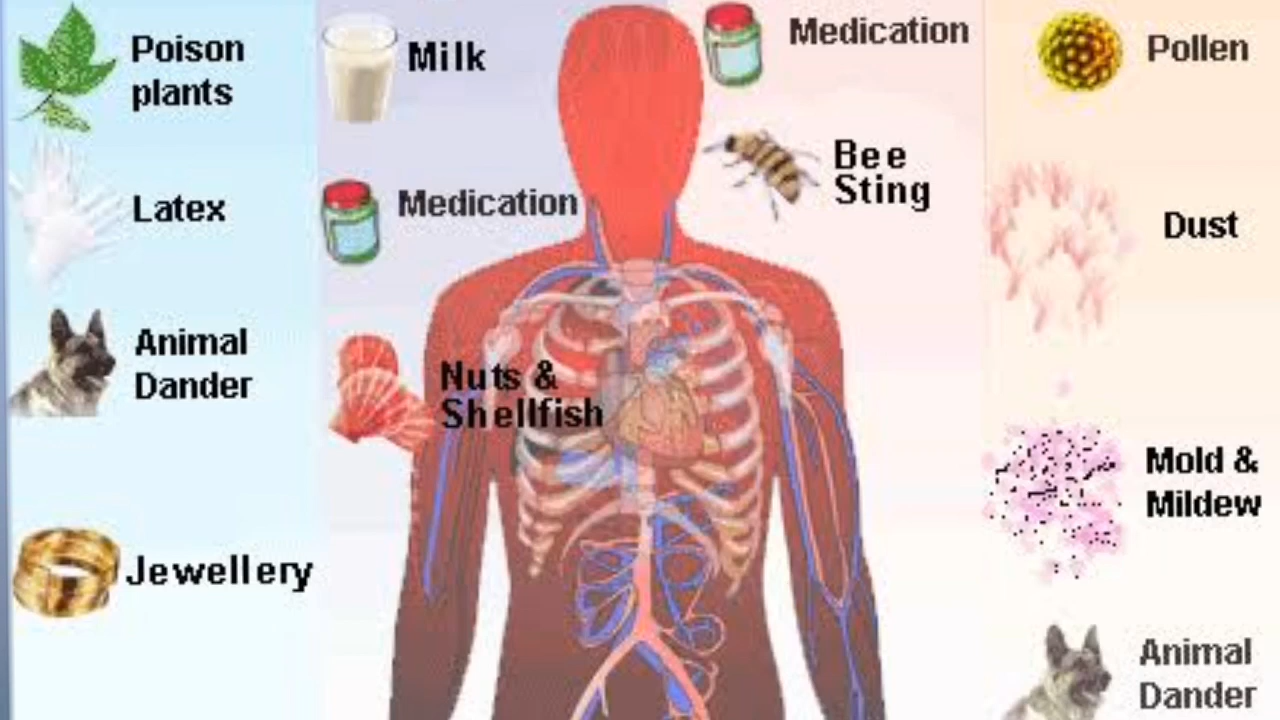 Poison
plants
Latex
Animal
Dander
Jewellery
Milk
Medication
Nuts &
Shellfish
Medication
Bee
Sting
Pollen
Dust
Mold &
Mildew
Animal
Dander